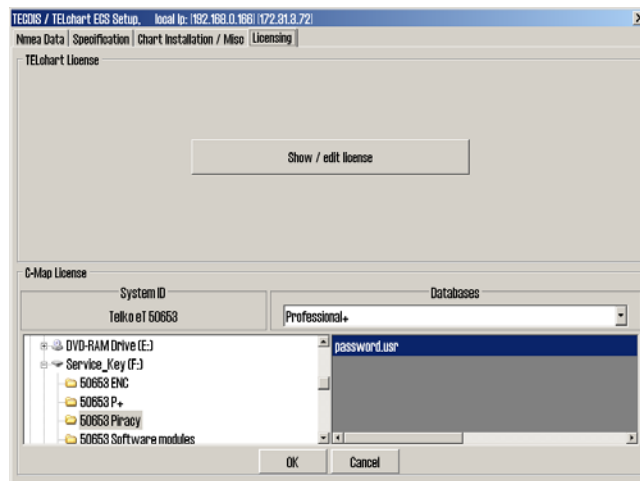 TECDIS / TELchart ECS Setup. local Ip: [192.168.0.166] [172.31.3.72]
Nmea Data Specification Chart Installation / Misc Licensing
TELchart License
Show / edit license
C-Map License
System ID
Databases
Telko eT 50653
Professional+
DVD-RAM Drive (E:)
password.usr
Service_Key (F:)
50653 ENC
50653 P+
50653 Piracy
50653 Software modules
OK Cancel